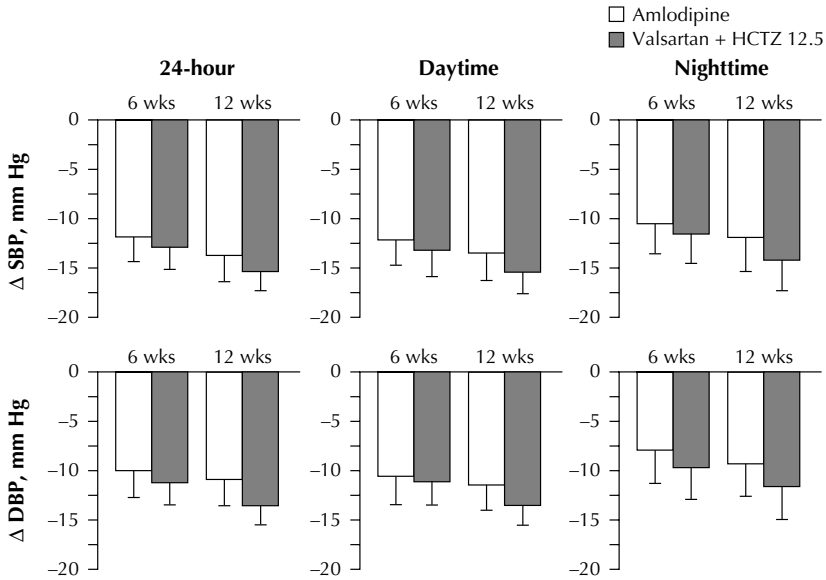 Amlodipine
Valsartan + HCTZ 12.5
24-hour Daytime Nighttime
6 wks 12 wks 6 wks 12 wks 6 wks 12 wks
0 0 0
–5 –5 –5
–10 –10 –10
–15 –15 –15
–20 –20 –20
Δ SBP, mm Hg
6 wks 12 wks 6 wks 12 wks 6 wks 12 wks
0 0 0
–5 –5 –5
–10 –10 –10
–15 –15 –15
–20 –20 –20
Δ DBP, mm Hg